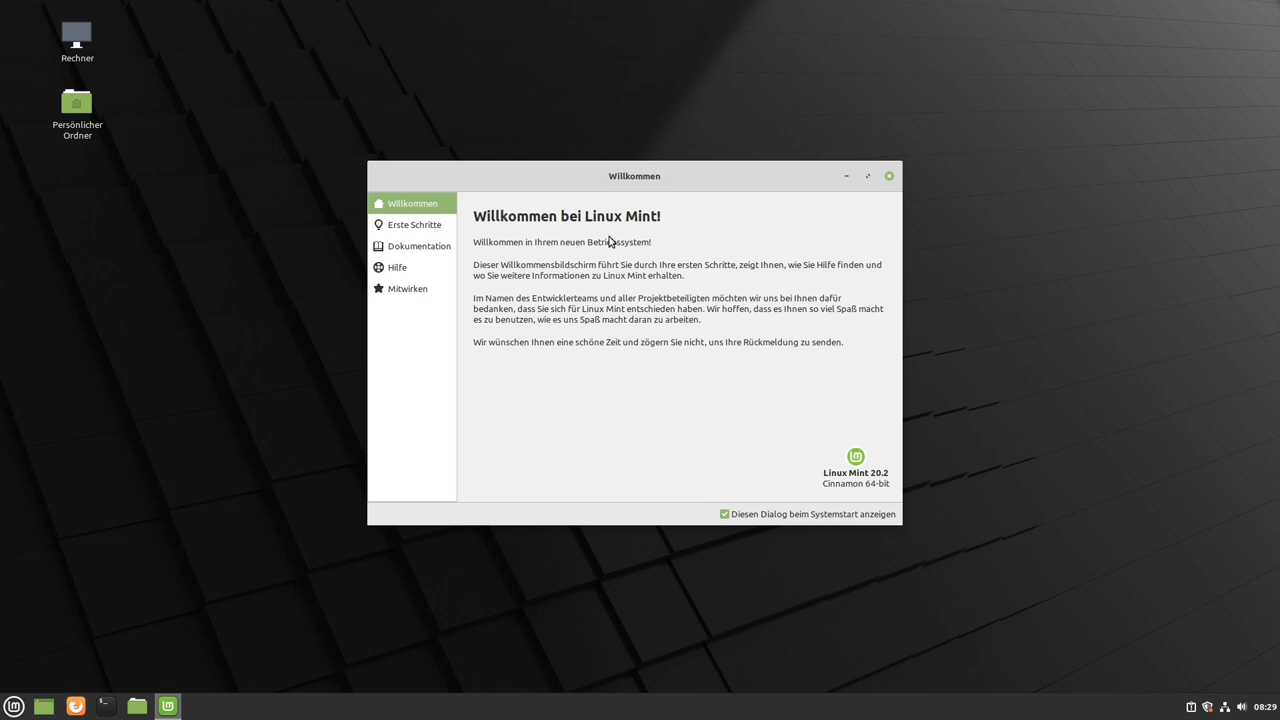 Rechner
Persönlicher
Ordner
Willkommen
Willkommen
Erste Schritte
Dokumentation
Hilfe
Mitwirken
Willkommen bei Linux Mint!
Willkommen in Ihrem neuen Betriebssystem!
Dieser Willkommensbildschirm führt Sie durch Ihre ersten Schritte, zeigt Ihnen, wie Sie Hilfe finden und
wo Sie weitere Informationen zu Linux Mint erhalten.
Im Namen des Entwicklerteams und aller Projektbeteiligten möchten wir uns bei Ihnen dafür
bedanken, dass Sie sich für Linux Mint entschieden haben. Wir hoffen, dass es Ihnen so viel Spaß macht
es zu benutzen, wie es uns Spaß macht daran zu arbeiten.
Wir wünschen Ihnen eine schöne Zeit und zögern Sie nicht, uns Ihre Rückmeldung zu senden.
Linux Mint 20.2
Cinnamon 64-bit
Diesen Dialog beim Systemstart anzeigen
08:29